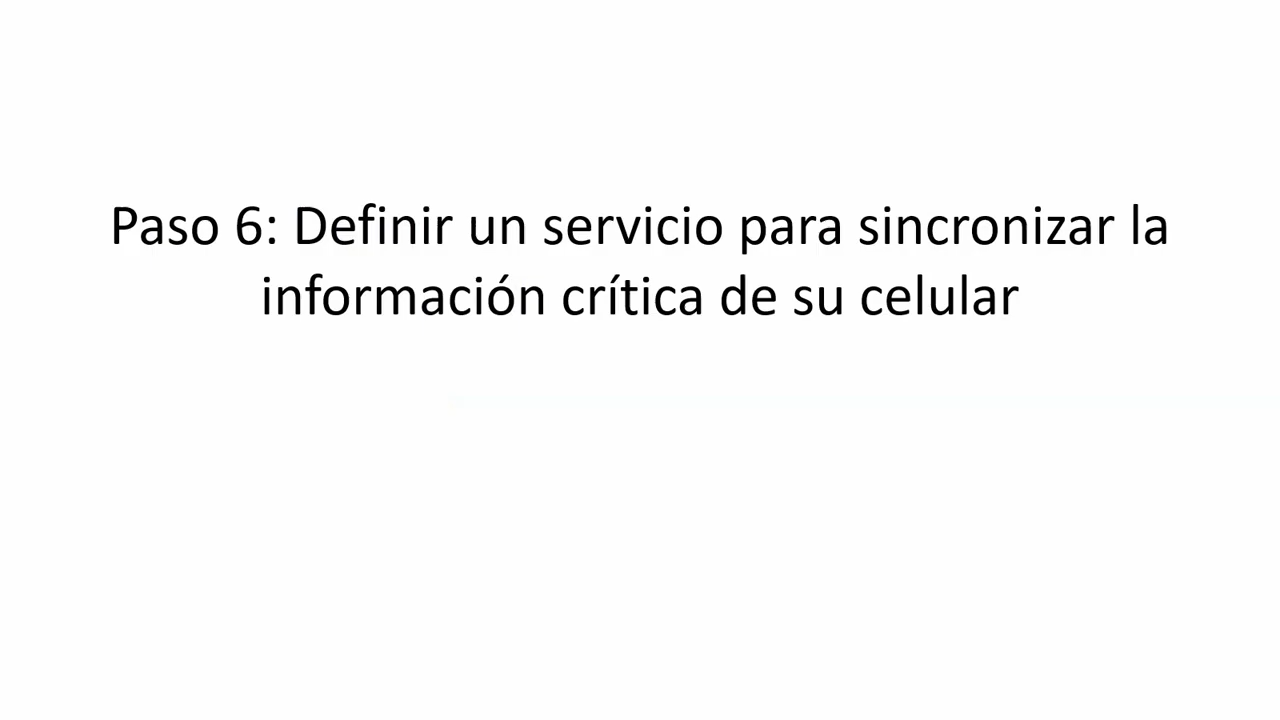 Paso 6: Definir un servicio para sincronizar la
información crítica de su celular